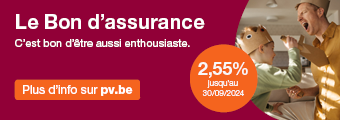 Le Bon d’assurance
C’est bon d’être aussi enthousiaste.
2,55%
jusqu’au
30/09/2024
Plus d’info sur pv.be